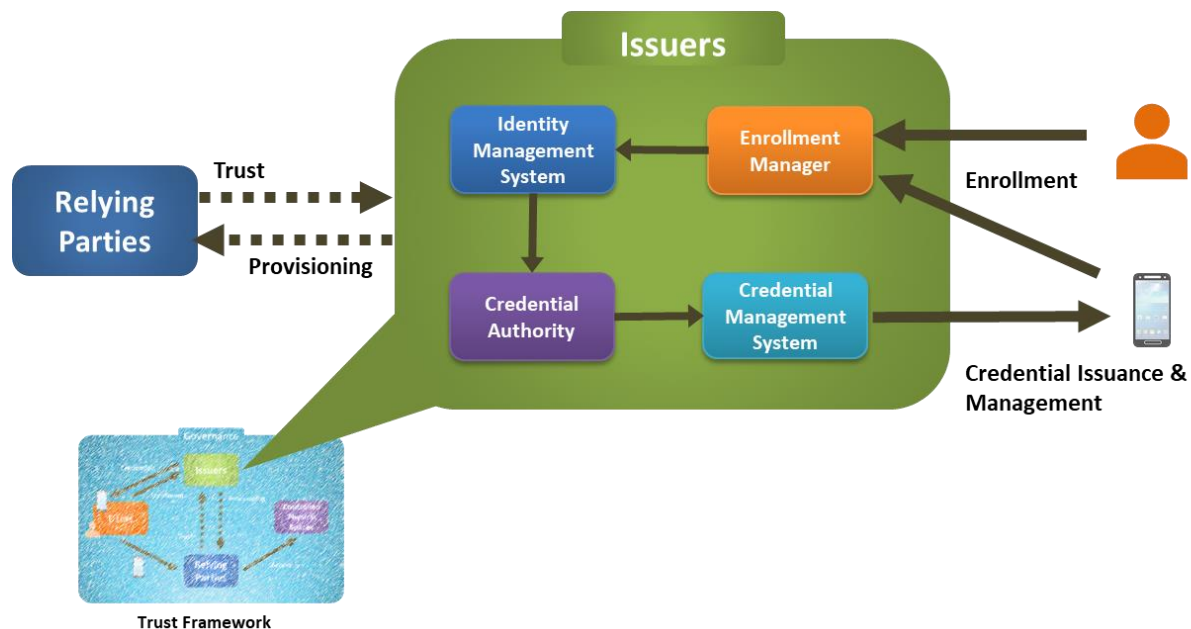 Issuers
Identity
Management
System
Enrollment
Manager
Enrollment
Trust
Relying
Parties
Provisioning
Credential
Authority
Credential
Management
System
Credential Issuance &
Management
Governance
Issuers
Relying
Parties
Trust Framework